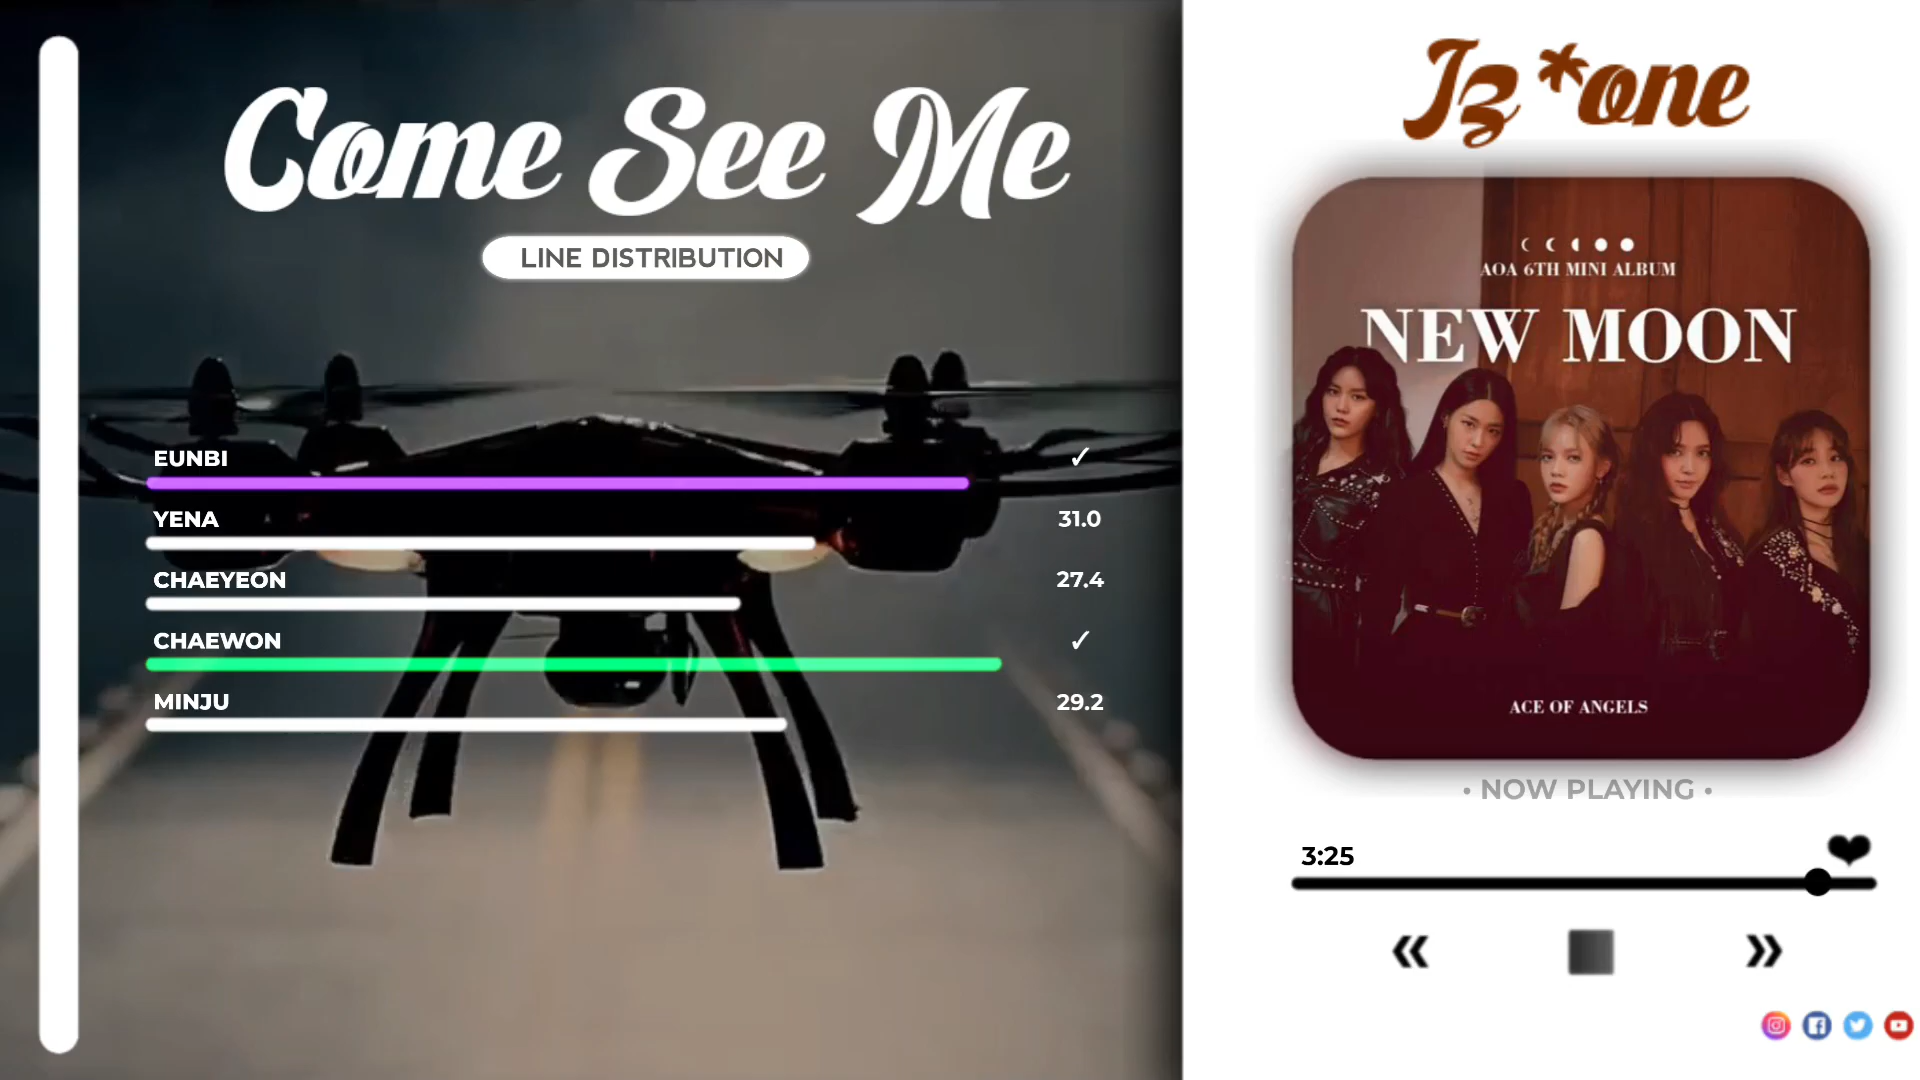 Come See Me
LINE DISTRIBUTION
EUNBI ✓
YENA 31.0
CHAEYEON 27.4
CHAEWON ✓
MINJU 29.2
Iz*one
AOA 6TH MINI ALBUM
NEW MOON
ACE OF ANGELS
• NOW PLAYING •
3:25